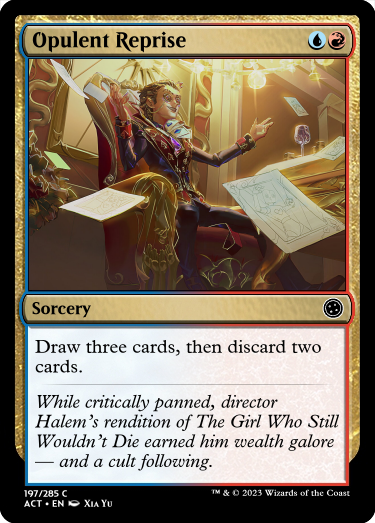 Opulent Reprise
Sorcery
Draw three cards, then discard two
cards.
While critically panned, director
Halem's rendition of The Girl Who Still
Wouldn't Die earned him wealth galore
— and a cult following.
197/285 C
ACT • EN Xia Yu
™ & © 2023 Wizards of the Coast